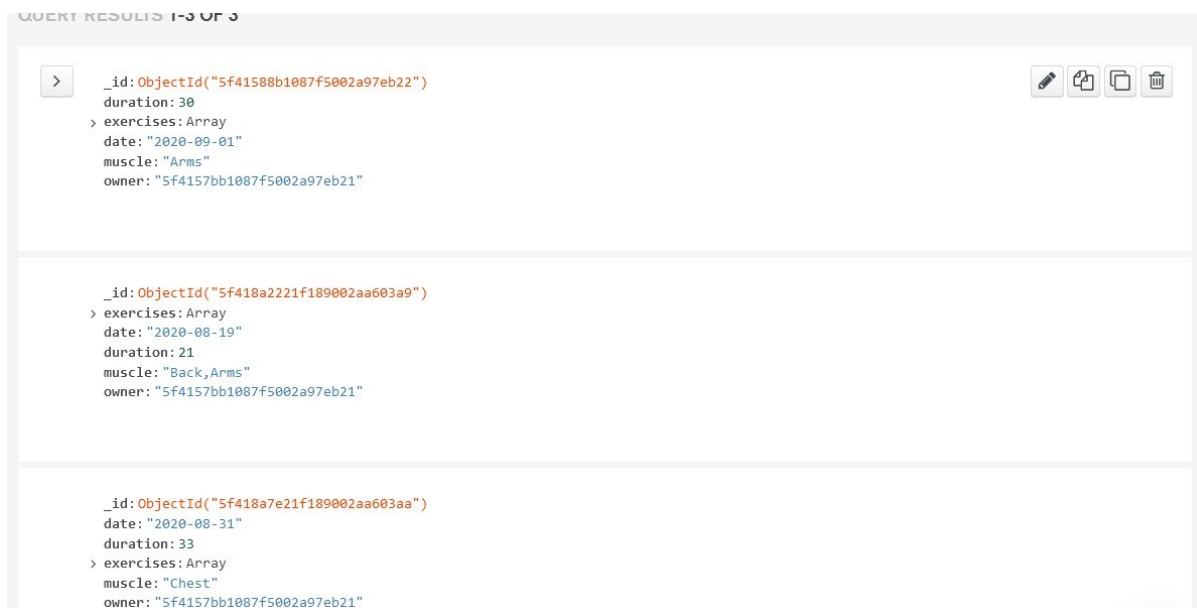 QUERY RESULTS 1-3 OF 3
_id:ObjectId("5f41588b1087f5002a97eb22")
duration:30
exercises:Array
date:"2020-09-01"
muscle:"Arms"
owner:"5f4157bb1087f5002a97eb21"
_id:ObjectId("5f418a2221f189002aa603a9")
exercises:Array
date:"2020-08-19"
duration:21
muscle:"Back,Arms"
owner:"5f4157bb1087f5002a97eb21"
_id:ObjectId("5f418a7e21f189002aa603aa")
date:"2020-08-31"
duration:33
exercises:Array
muscle:"Chest"
owner:"5f4157bb1087f5002a97eb21"